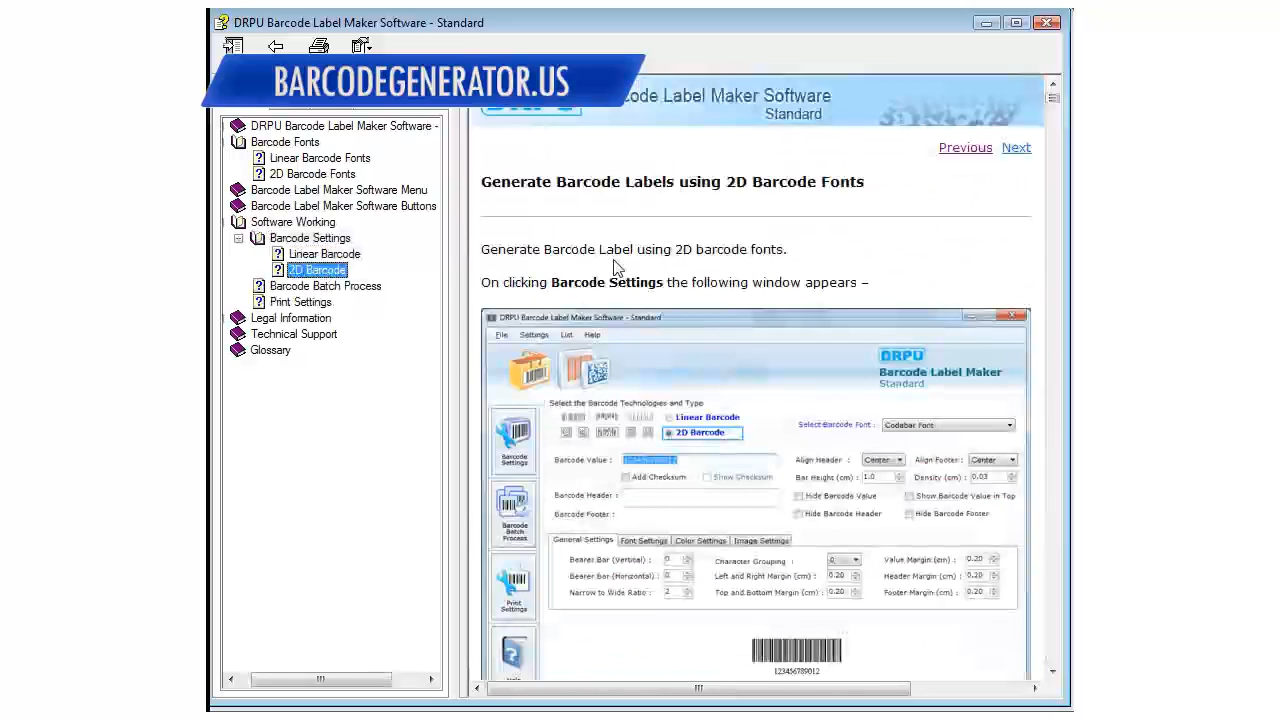 DRPU Barcode Label Maker Software - Standard
BARCODEGENERATOR.US
DRPU Barcode Label Maker Software -
Barcode Fonts
Linear Barcode Fonts
2D Barcode Fonts
Barcode Label Maker Software Menu
Barcode Label Maker Software Buttons
Software Working
Barcode Settings
Linear Barcode
2D Barcode
Barcode Batch Process
Print Settings
Legal Information
Technical Support
Glossary
code Label Maker Software
Standard
Previous Next
Generate Barcode Labels using 2D Barcode Fonts
Generate Barcode Label using 2D barcode fonts.
On clicking Barcode Settings the following window appears –
DRPU Barcode Label Maker Software - Standard
File Settings List Help
DRPU
Barcode Label Maker
Standard
Select the Barcode Technologies and Type
Linear Barcode
2D Barcode
Select Barcode Font : Codabar Font
Barcode Settings
Barcode Batch Process
Print Settings
Barcode Value :
Add Checksum Show Checksum
Barcode Header :
Barcode Footer :
Align Header : Center Align Footer : Center
Bar Height (cm) : 1.0 Density (cm) : 0.03
Hide Barcode Value Show Barcode Value in Top
Hide Barcode Header Hide Barcode Footer
General Settings Font Settings Color Settings Image Settings
Bearer Bar (Vertical) : 0 Character Grouping : 0 Value Margin (cm) : 0.20
Bearer Bar (Horizontal) : 0 Left and Right Margin (cm) : 0.20 Header Margin (cm) : 0.20
Narrow to Wide Ratio : 2 Top and Bottom Margin (cm) : 0.20 Footer Margin (cm) : 0.20
123456789012